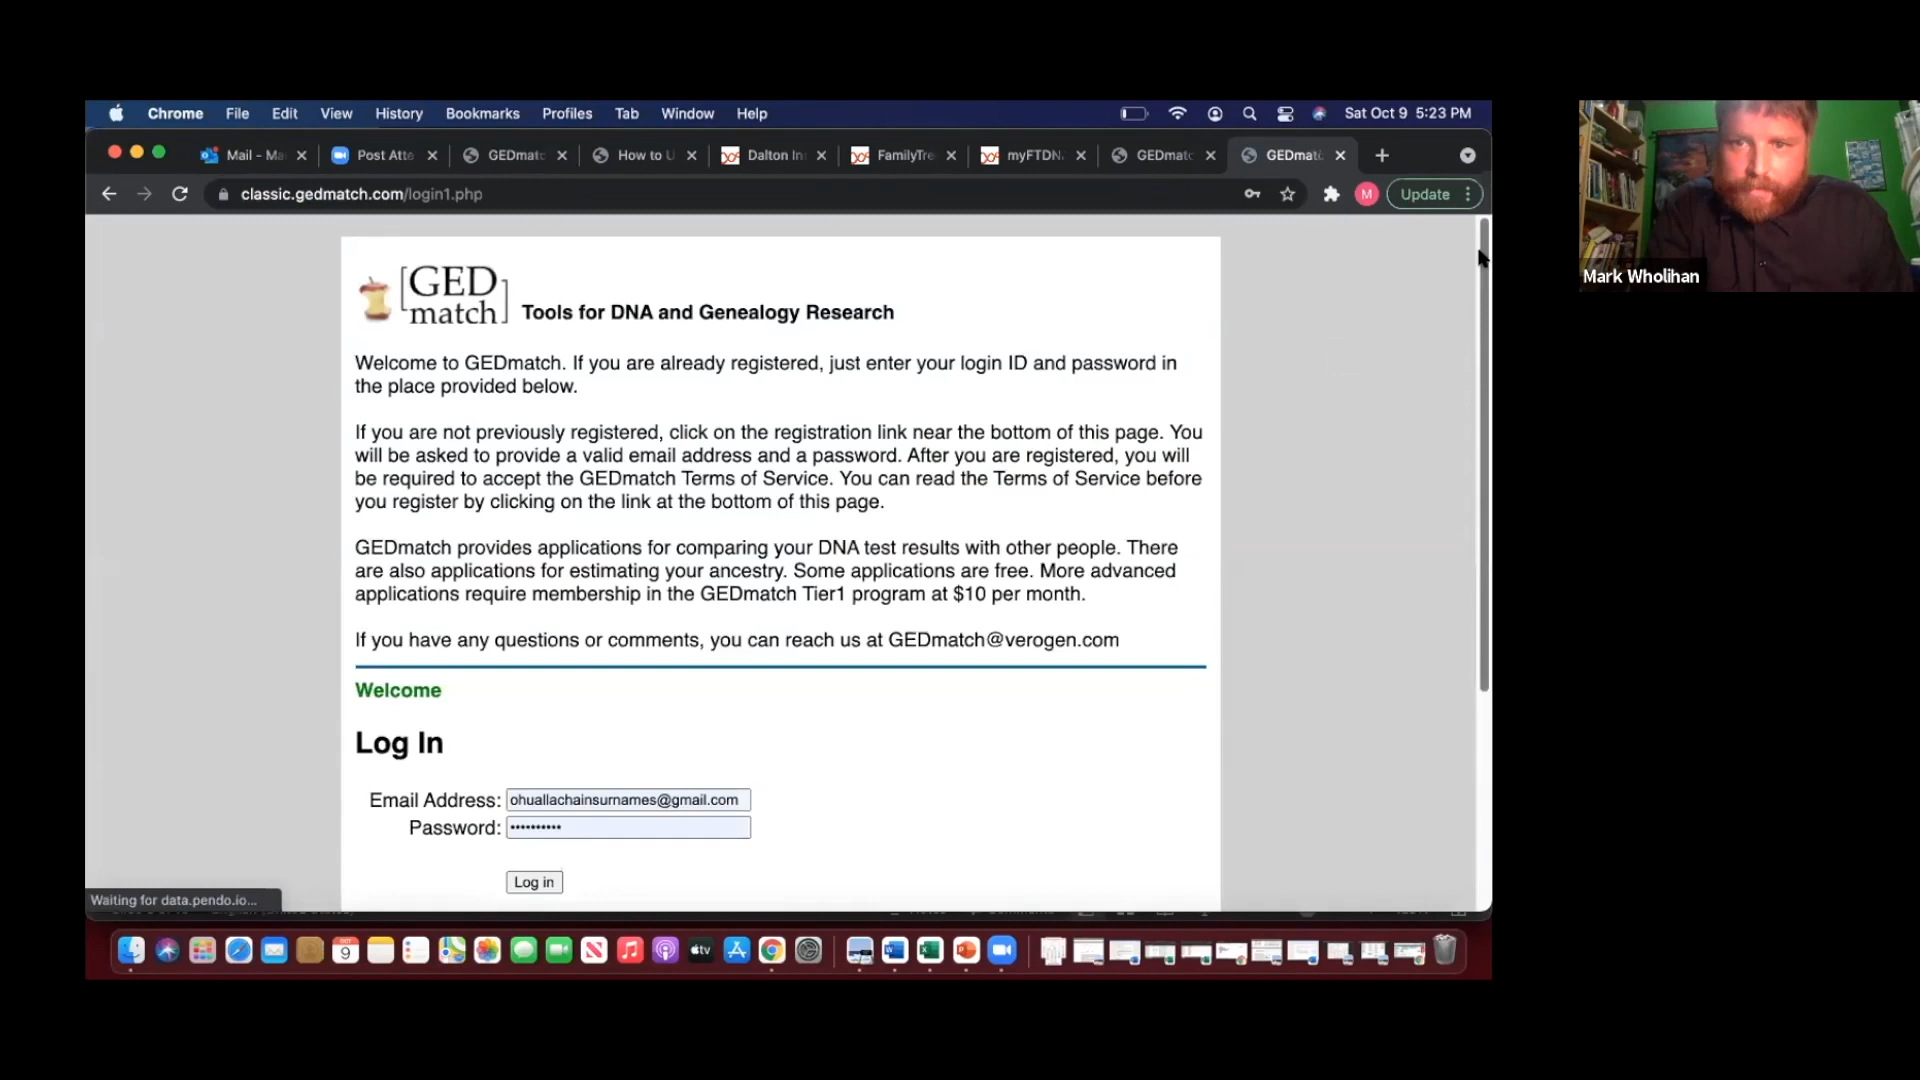 Chrome File Edit View History Bookmarks Profiles Tab Window Help Sat Oct 9 5:23 PM
Mail - Ma Post Atte GEDmatc How to U Dalton In FamilyTre myFTDN GEDmatc GEDmatc
classic.gedmatch.com/login1.php M Update
[GED match] Tools for DNA and Genealogy Research
Welcome to GEDmatch. If you are already registered, just enter your login ID and password in
the place provided below.
If you are not previously registered, click on the registration link near the bottom of this page. You
will be asked to provide a valid email address and a password. After you are registered, you will
be required to accept the GEDmatch Terms of Service. You can read the Terms of Service before
you register by clicking on the link at the bottom of this page.
GEDmatch provides applications for comparing your DNA test results with other people. There
are also applications for estimating your ancestry. Some applications are free. More advanced
applications require membership in the GEDmatch Tier1 program at $10 per month.
If you have any questions or comments, you can reach us at GEDmatch@verogen.com
Welcome
Log In
Email Address: ohuallachainsurnames@gmail.com
Password: ••••••••••
Log in
Waiting for data.pendo.io...
OCT
9
tv
Mark Wholihan